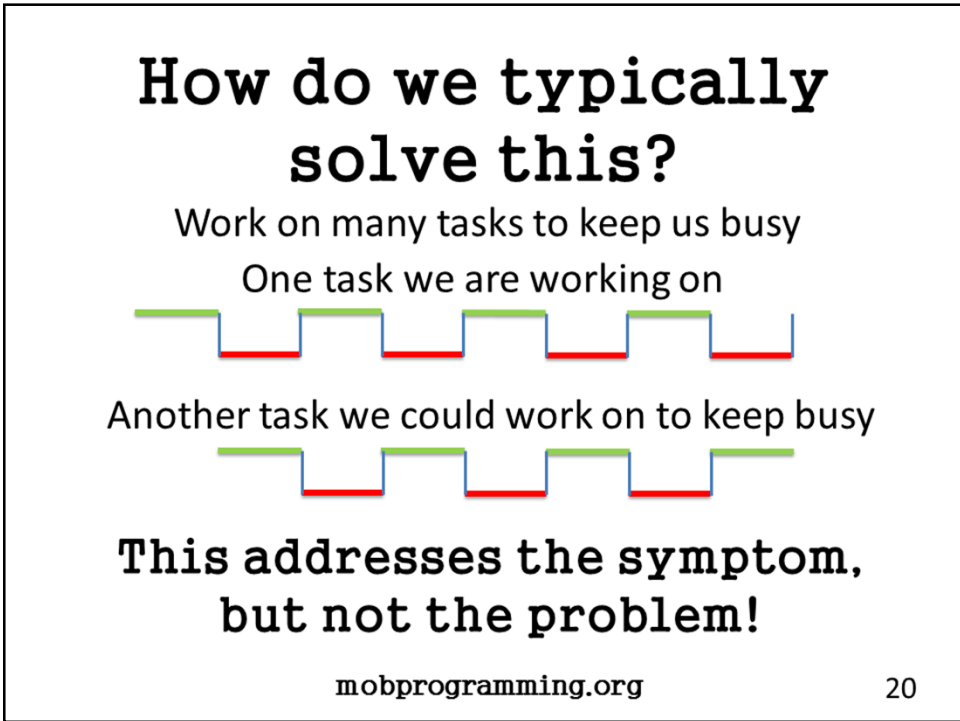 How do we typically
solve this?
Work on many tasks to keep us busy
One task we are working on
Another task we could work on to keep busy
This addresses the symptom,
but not the problem!
mobprogramming.org
20